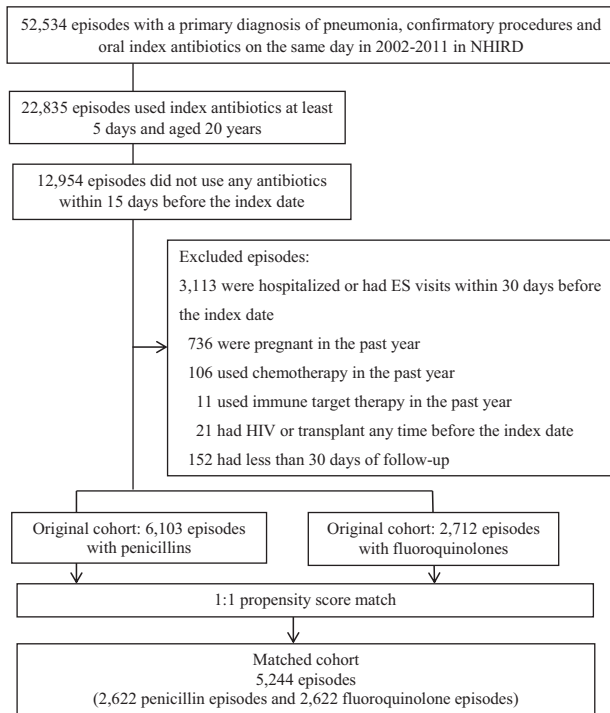 52,534 episodes with a primary diagnosis of pneumonia, confirmatory procedures and
oral index antibiotics on the same day in 2002-2011 in NHIRD
22,835 episodes used index antibiotics at least
5 days and aged 20 years
12,954 episodes did not use any antibiotics
within 15 days before the index date
Excluded episodes:
3,113 were hospitalized or had ES visits within 30 days before
the index date
736 were pregnant in the past year
106 used chemotherapy in the past year
11 used immune target therapy in the past year
21 had HIV or transplant any time before the index date
152 had less than 30 days of follow-up
Original cohort: 6,103 episodes
with penicillins
Original cohort: 2,712 episodes
with fluoroquinolones
1:1 propensity score match
Matched cohort
5,244 episodes
(2,622 penicillin episodes and 2,622 fluoroquinolone episodes)